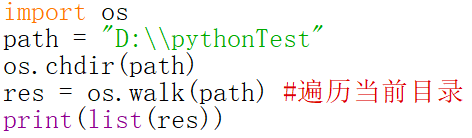 import os
path = "D:\\pythonTest"
os.chdir(path)
res = os.walk(path) #遍历当前目录
print(list(res))